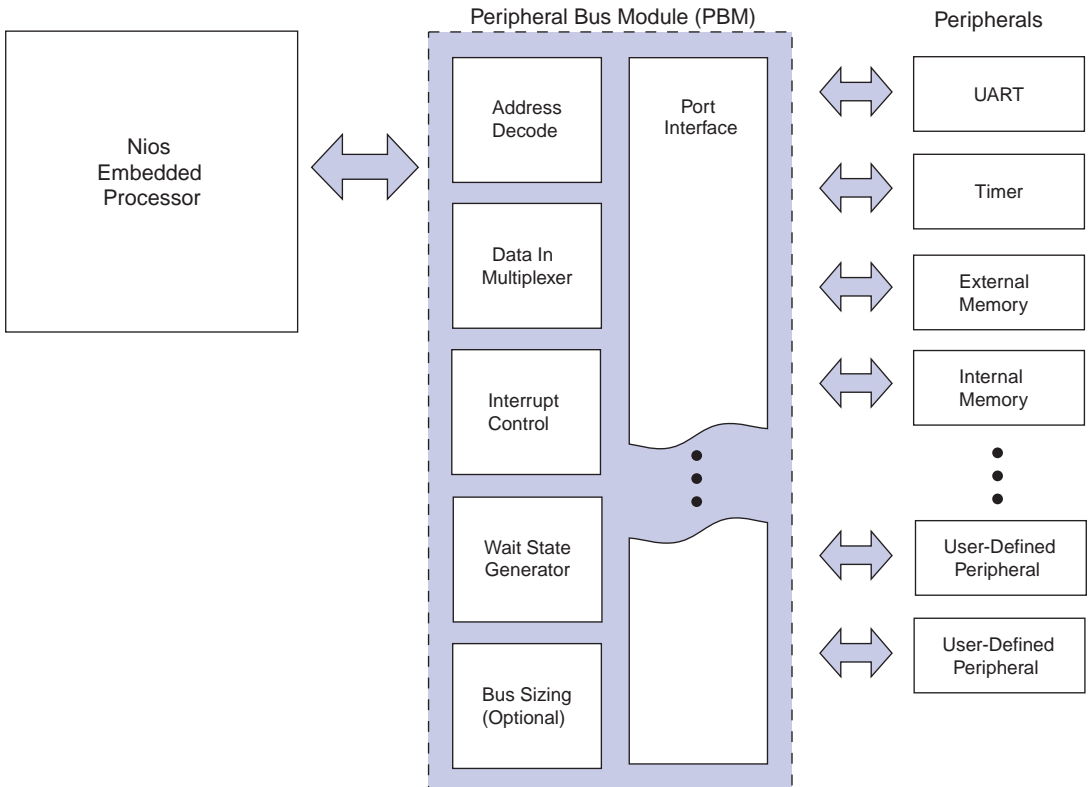 Peripheral Bus Module (PBM)
Peripherals
Nios
Embedded
Processor
Address
Decode
Data In
Multiplexer
Interrupt
Control
Wait State
Generator
Bus Sizing
(Optional)
Port
Interface
UART
Timer
External
Memory
Internal
Memory
User-Defined
Peripheral
User-Defined
Peripheral